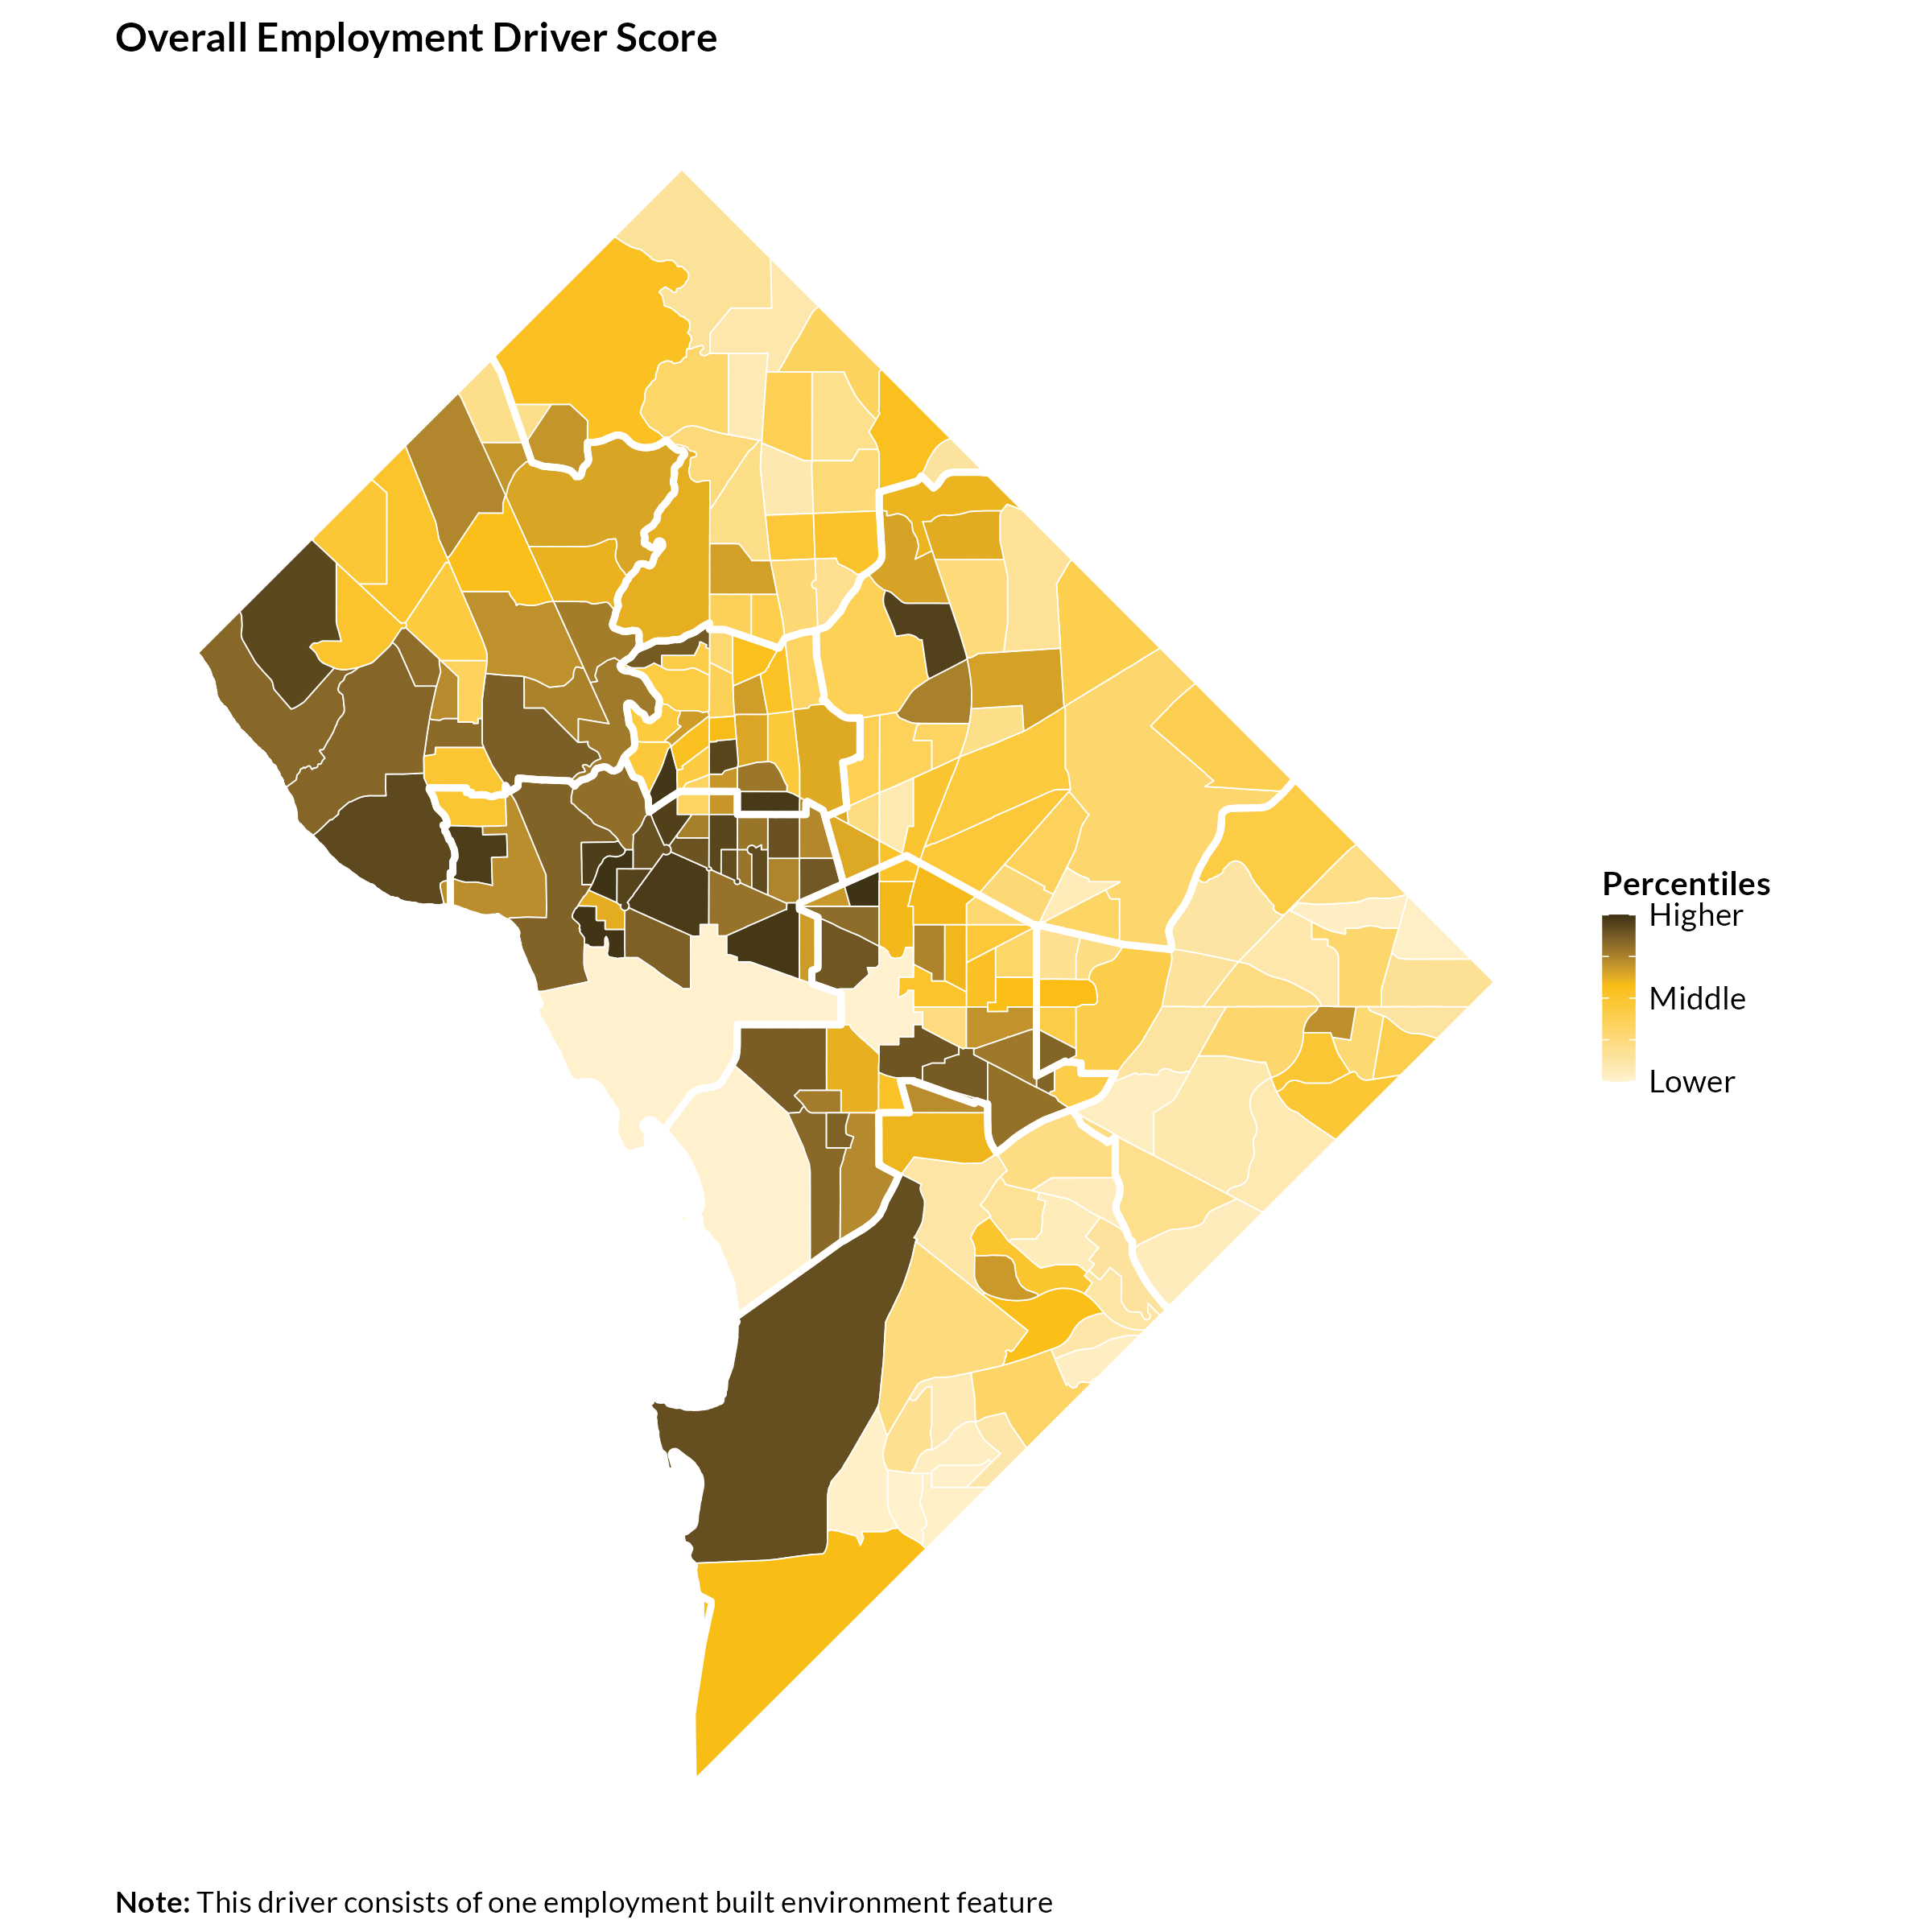 Overall Employment Driver Score
Percentiles
Higher
Middle
Lower
Note: This driver consists of one employment built environment feature